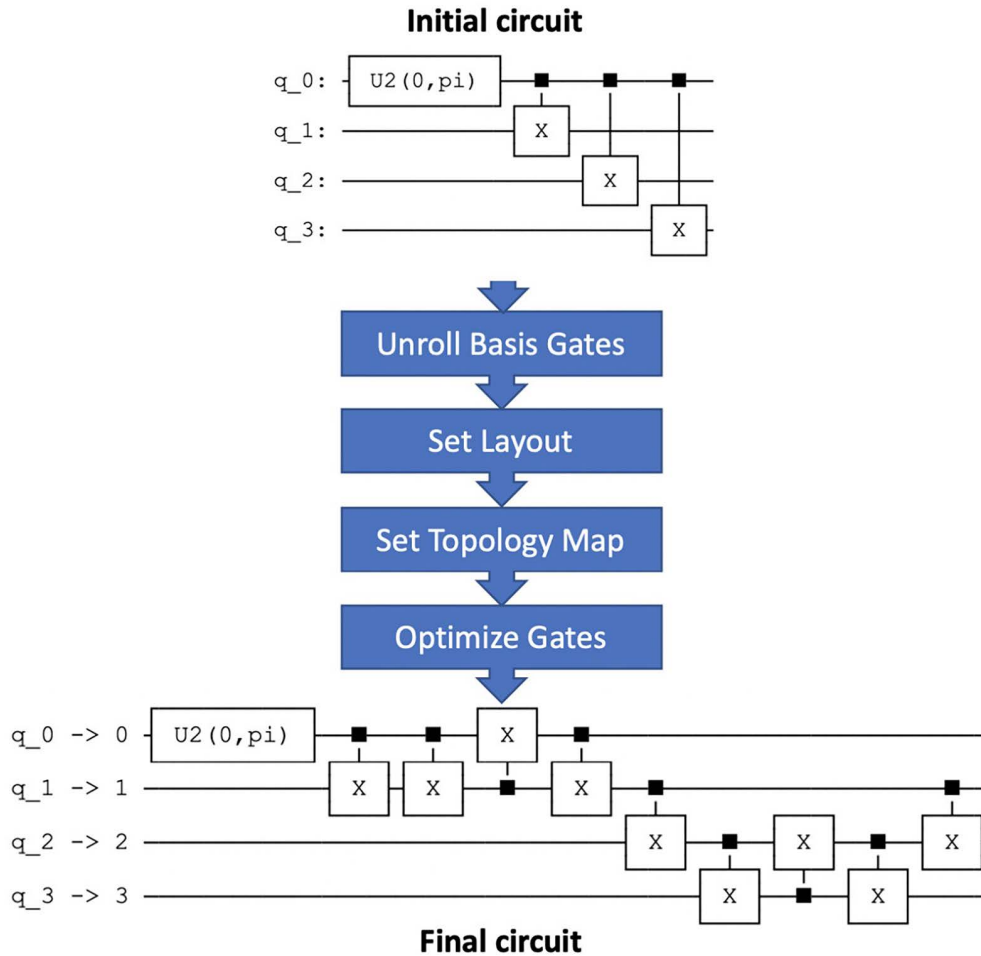 Initial circuit
q_0: U2(0,pi)
q_1: X
q_2: X
q_3: X
Unroll Basis Gates
Set Layout
Set Topology Map
Optimize Gates
q_0 -> 0 U2(0,pi) X
q_1 -> 1 X X X
q_2 -> 2 X X X
q_3 -> 3 X X
Final circuit